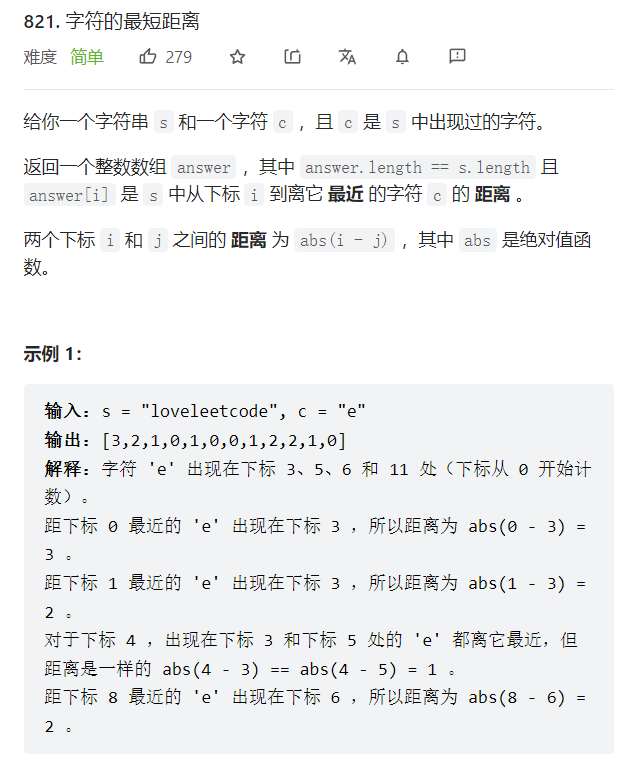 821. 字符的最短距离
难度 简单 279
给你一个字符串 s 和一个字符 c ，且 c 是 s 中出现过的字符。
返回一个整数数组 answer ，其中 answer.length == s.length 且
answer[i] 是 s 中从下标 i 到离它 最近 的字符 c 的 距离 。
两个下标 i 和 j 之间的 距离 为 abs(i - j) ，其中 abs 是绝对值函
数。
示例 1：
输入：s = "loveleetcode", c = "e"
输出：[3,2,1,0,1,0,0,1,2,2,1,0]
解释：字符 'e' 出现在下标 3、5、6 和 11 处（下标从 0 开始计
数）。
距下标 0 最近的 'e' 出现在下标 3 ，所以距离为 abs(0 - 3) =
3 。
距下标 1 最近的 'e' 出现在下标 3 ，所以距离为 abs(1 - 3) =
2 。
对于下标 4 ，出现在下标 3 和下标 5 处的 'e' 都离它最近，但
距离是一样的 abs(4 - 3) == abs(4 - 5) = 1 。
距下标 8 最近的 'e' 出现在下标 6 ，所以距离为 abs(8 - 6) =
2 。